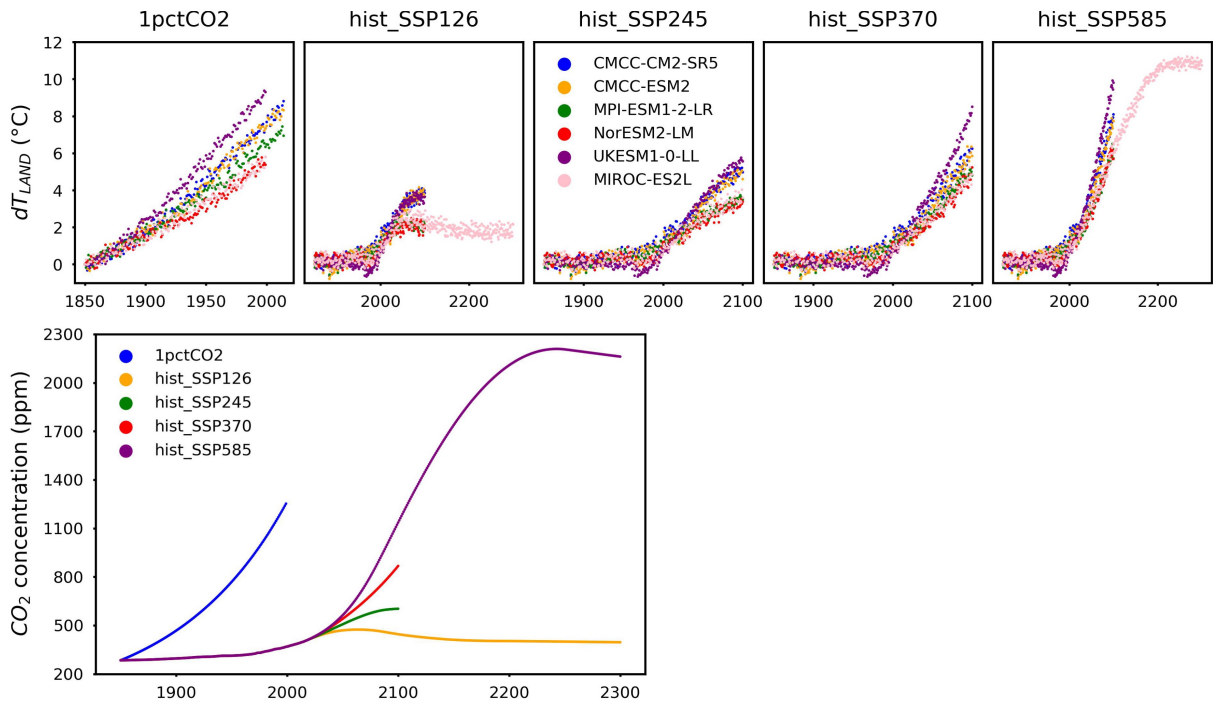 1pctCO2 hist_SSP126 hist_SSP245 hist_SSP370 hist_SSP585
12
10
8
6
4
2
0
dT_LAND (°C)
CMCC-CM2-SR5
CMCC-ESM2
MPI-ESM1-2-LR
NorESM2-LM
UKESM1-0-LL
MIROC-ES2L
1850 1900 1950 2000 2000 2200 1900 2000 2100 1900 2000 2100 2000 2200
2300
2000
1700
1400
1100
800
500
200
CO₂ concentration (ppm)
1pctCO2
hist_SSP126
hist_SSP245
hist_SSP370
hist_SSP585
1900 2000 2100 2200 2300